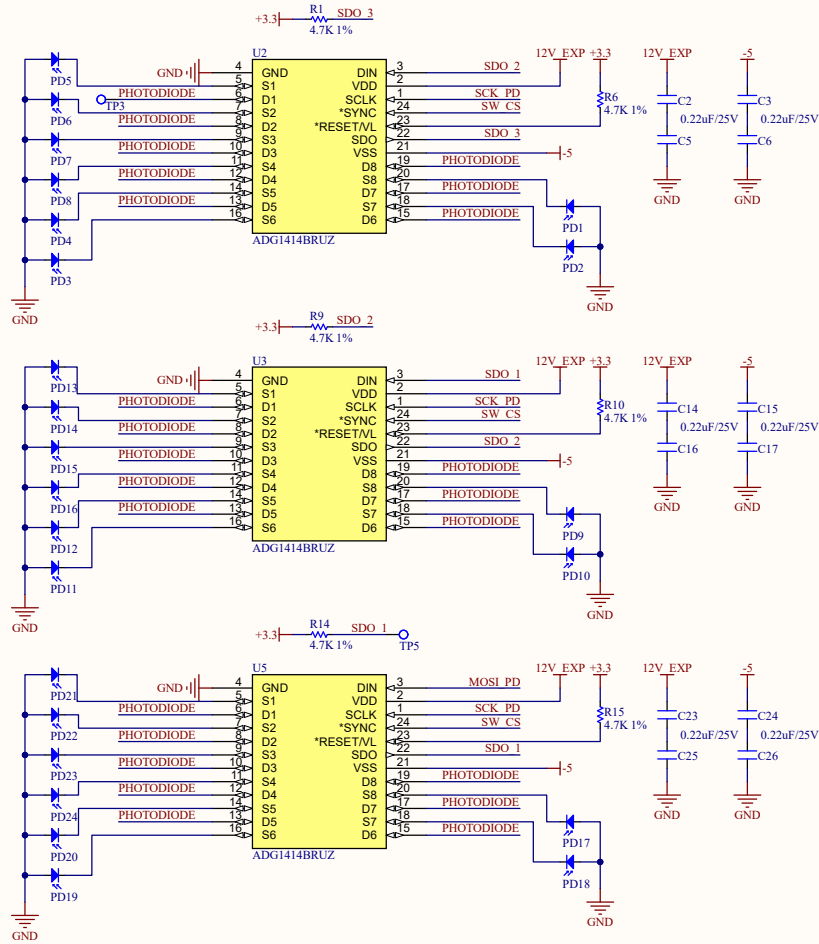 +3.3 R1 SDO_3
4.7K 1%
U2
12V_EXP +3.3 12V_EXP -5
PD5 GND 4 GND DIN 3 SDO_2
5 S1 VDD 2
PHOTODIODE 6 D1 SCLK 1 SCK_PD R6 C2 C3
TP3
PD6 7 S2 *SYNC 24 SW_CS 4.7K 1% 0.22uF/25V 0.22uF/25V
PHOTODIODE 8 D2 *RESET/VL 23
PD7 9 S3 SDO 22 SDO_3 C5 C6
PHOTODIODE 10 D3 VSS 21 -5
11 S4 D8 19 PHOTODIODE
PD8 PHOTODIODE 12 D4 S8 20
14 S5 D7 17 PHOTODIODE GND GND
PD4 PHOTODIODE 13 D5 S7 18 PD1
16 S6 D6 15 PHOTODIODE
ADG1414BRUZ
PD3 PD2
GND GND
+3.3 R9 SDO_2
4.7K 1%
U3
12V_EXP +3.3 12V_EXP -5
PD13 GND 4 GND DIN 3 SDO_1
5 S1 VDD 2
PHOTODIODE 6 D1 SCLK 1 SCK_PD R10 C14 C15
PD14 7 S2 *SYNC 24 SW_CS 4.7K 1% 0.22uF/25V 0.22uF/25V
PHOTODIODE 8 D2 *RESET/VL 23
PD15 9 S3 SDO 22 SDO_2 C16 C17
PHOTODIODE 10 D3 VSS 21 -5
11 S4 D8 19 PHOTODIODE
PD16 PHOTODIODE 12 D4 S8 20
14 S5 D7 17 PHOTODIODE GND GND
PD12 PHOTODIODE 13 D5 S7 18 PD9
16 S6 D6 15 PHOTODIODE
ADG1414BRUZ
PD11 PD10
GND GND
+3.3 R14 SDO_1
4.7K 1% TP5
U5
12V_EXP +3.3 12V_EXP -5
PD21 GND 4 GND DIN 3 MOSI_PD
5 S1 VDD 2
PHOTODIODE 6 D1 SCLK 1 SCK_PD R15 C23 C24
PD22 7 S2 *SYNC 24 SW_CS 4.7K 1% 0.22uF/25V 0.22uF/25V
PHOTODIODE 8 D2 *RESET/VL 23
PD23 9 S3 SDO 22 SDO_1 C25 C26
PHOTODIODE 10 D3 VSS 21 -5
11 S4 D8 19 PHOTODIODE
PD24 PHOTODIODE 12 D4 S8 20
14 S5 D7 17 PHOTODIODE GND GND
PD20 PHOTODIODE 13 D5 S7 18 PD17
16 S6 D6 15 PHOTODIODE
ADG1414BRUZ
PD19 PD18
GND GND